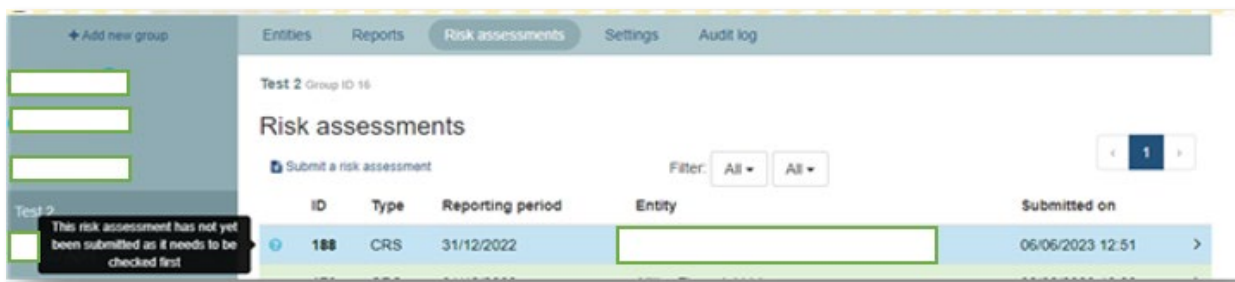 + Add new group
Entities Reports Risk assessments Settings Audit log
Test 2 Group ID 16
Risk assessments
Submit a risk assessment
Filter: All All
‹ 1 ›
ID Type Reporting period Entity Submitted on
Test 2
This risk assessment has not yet
been submitted as it needs to be
checked first
? 188 CRS 31/12/2022 06/06/2023 12:51 >